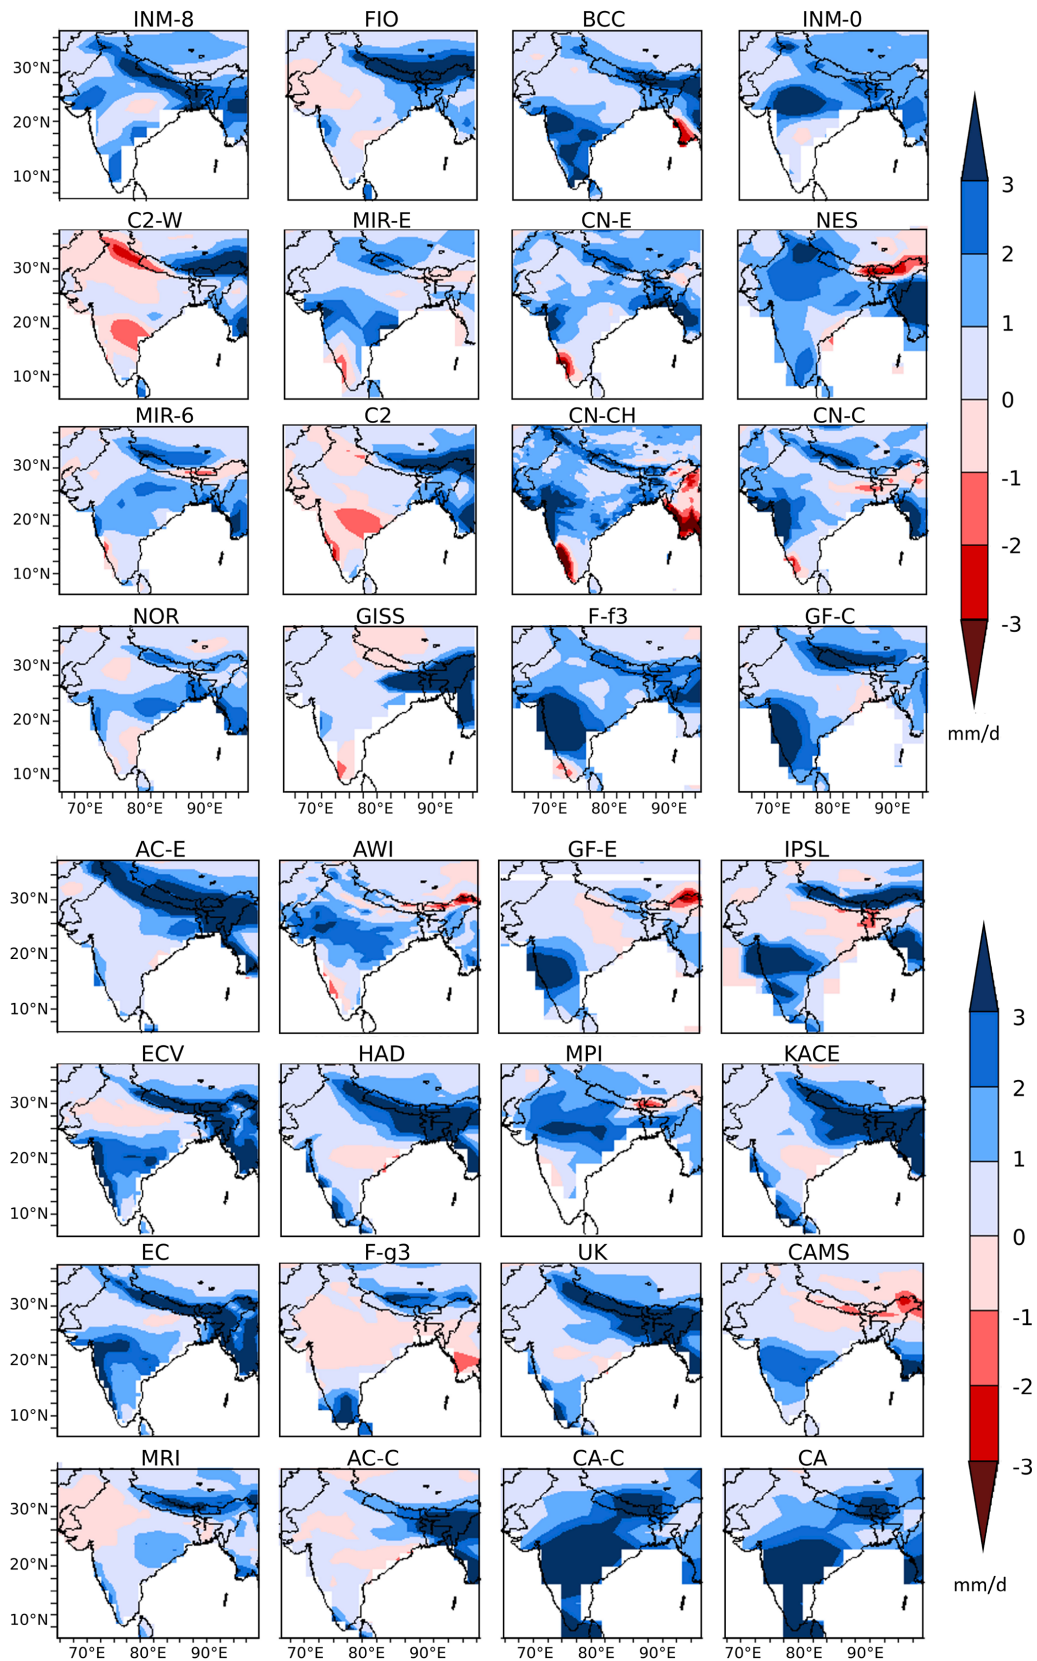 INM-8 FIO BCC INM-0
30°N
20°N
10°N
C2-W MIR-E CN-E NES
30°N
20°N
10°N
MIR-6 C2 CN-CH CN-C
30°N
20°N
10°N
NOR GISS F-f3 GF-C
30°N
20°N
10°N
70°E 80°E 90°E 70°E 80°E 90°E 70°E 80°E 90°E 70°E 80°E 90°E
3
2
1
0
-1
-2
-3
mm/d
AC-E AWI GF-E IPSL
30°N
20°N
10°N
ECV HAD MPI KACE
30°N
20°N
10°N
EC F-g3 UK CAMS
30°N
20°N
10°N
MRI AC-C CA-C CA
30°N
20°N
10°N
70°E 80°E 90°E 70°E 80°E 90°E 70°E 80°E 90°E 70°E 80°E 90°E
3
2
1
0
-1
-2
-3
mm/d